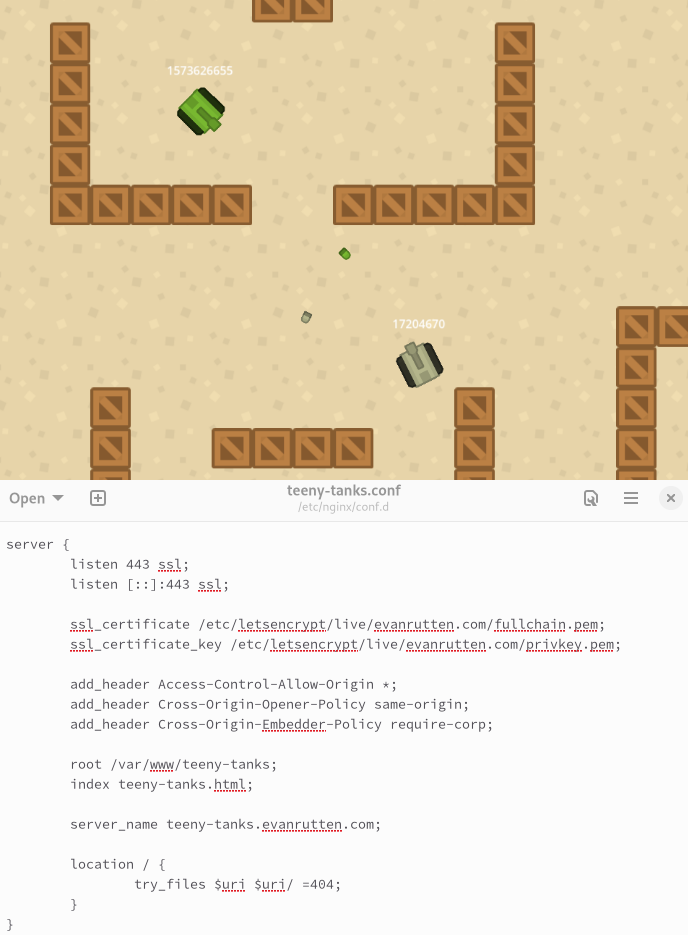 1573626655
17204670
Open
teeny-tanks.conf
/etc/nginx/conf.d
server {
listen 443 ssl;
listen [::]:443 ssl;
ssl_certificate /etc/letsencrypt/live/evanrutten.com/fullchain.pem;
ssl_certificate_key /etc/letsencrypt/live/evanrutten.com/privkey.pem;
add_header Access-Control-Allow-Origin *;
add_header Cross-Origin-Opener-Policy same-origin;
add_header Cross-Origin-Embedder-Policy require-corp;
root /var/www/teeny-tanks;
index teeny-tanks.html;
server_name teeny-tanks.evanrutten.com;
location / {
try_files $uri $uri/ =404;
}
}